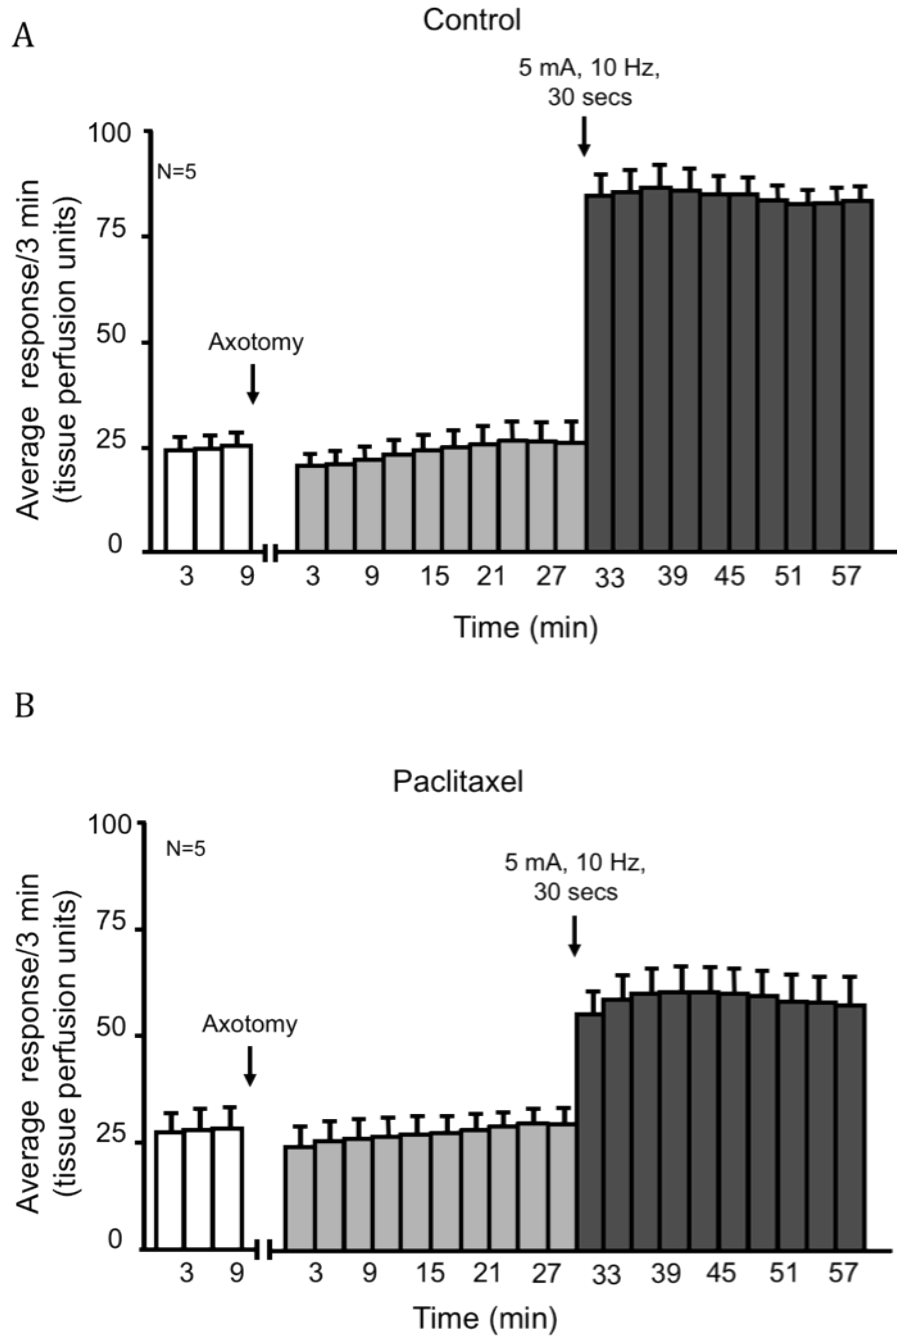 A
Control
5 mA, 10 Hz,
30 secs
100
N=5
75
Axotomy
50
25
0
Average response/3 min
(tissue perfusion units)
3 9 3 9 15 21 27 33 39 45 51 57
Time (min)
B
Paclitaxel
100
N=5
5 mA, 10 Hz,
30 secs
75
Axotomy
50
25
0
Average response/3 min
(tissue perfusion units)
3 9 3 9 15 21 27 33 39 45 51 57
Time (min)